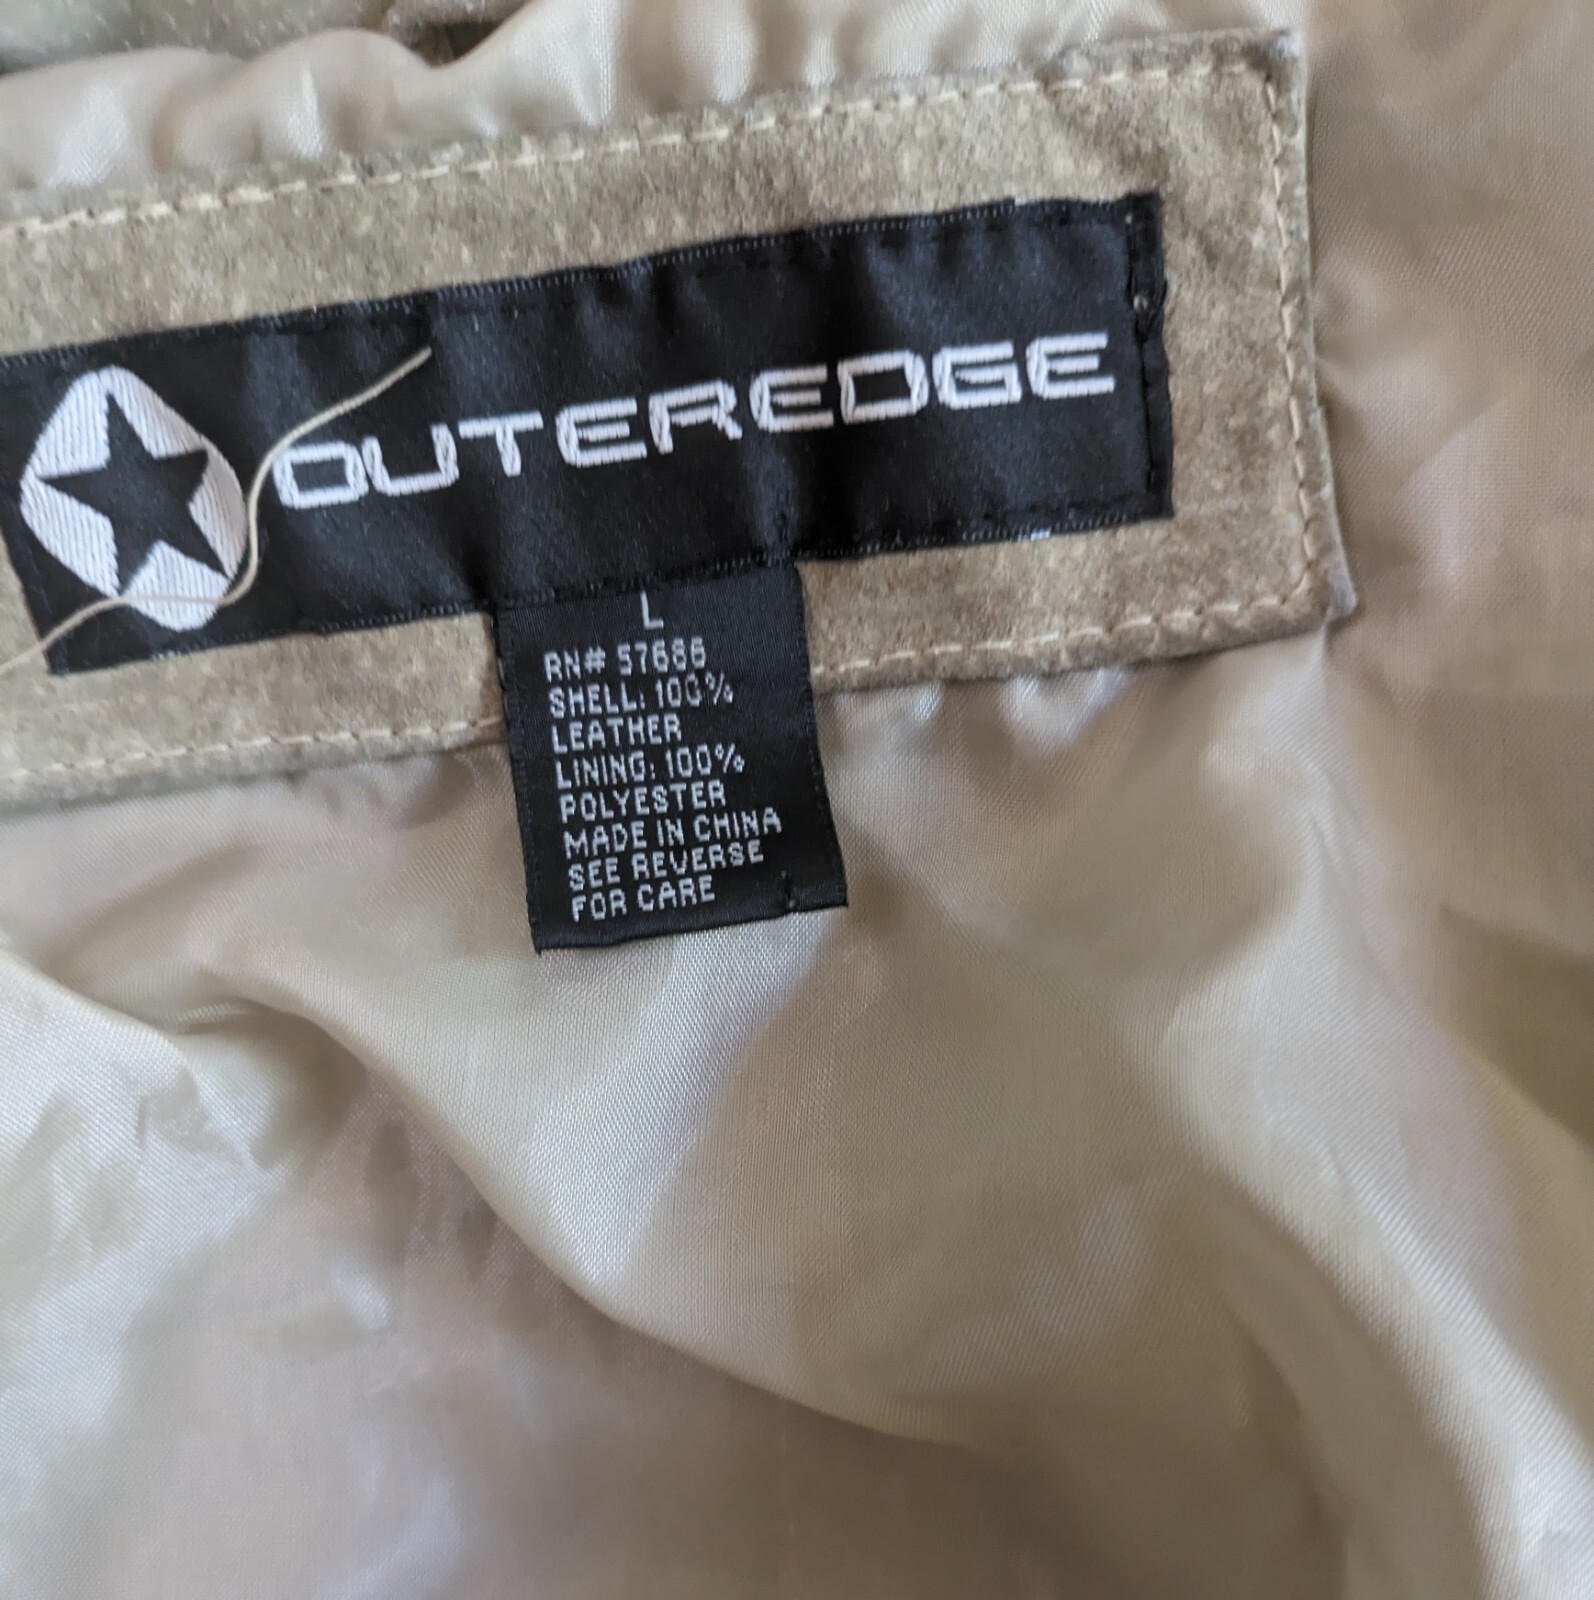 OUTEREDGE
L
RN# 57686
SHELL: 100%
LEATHER
LINING: 100%
POLYESTER
MADE IN CHINA
SEE REVERSE
FOR CARE